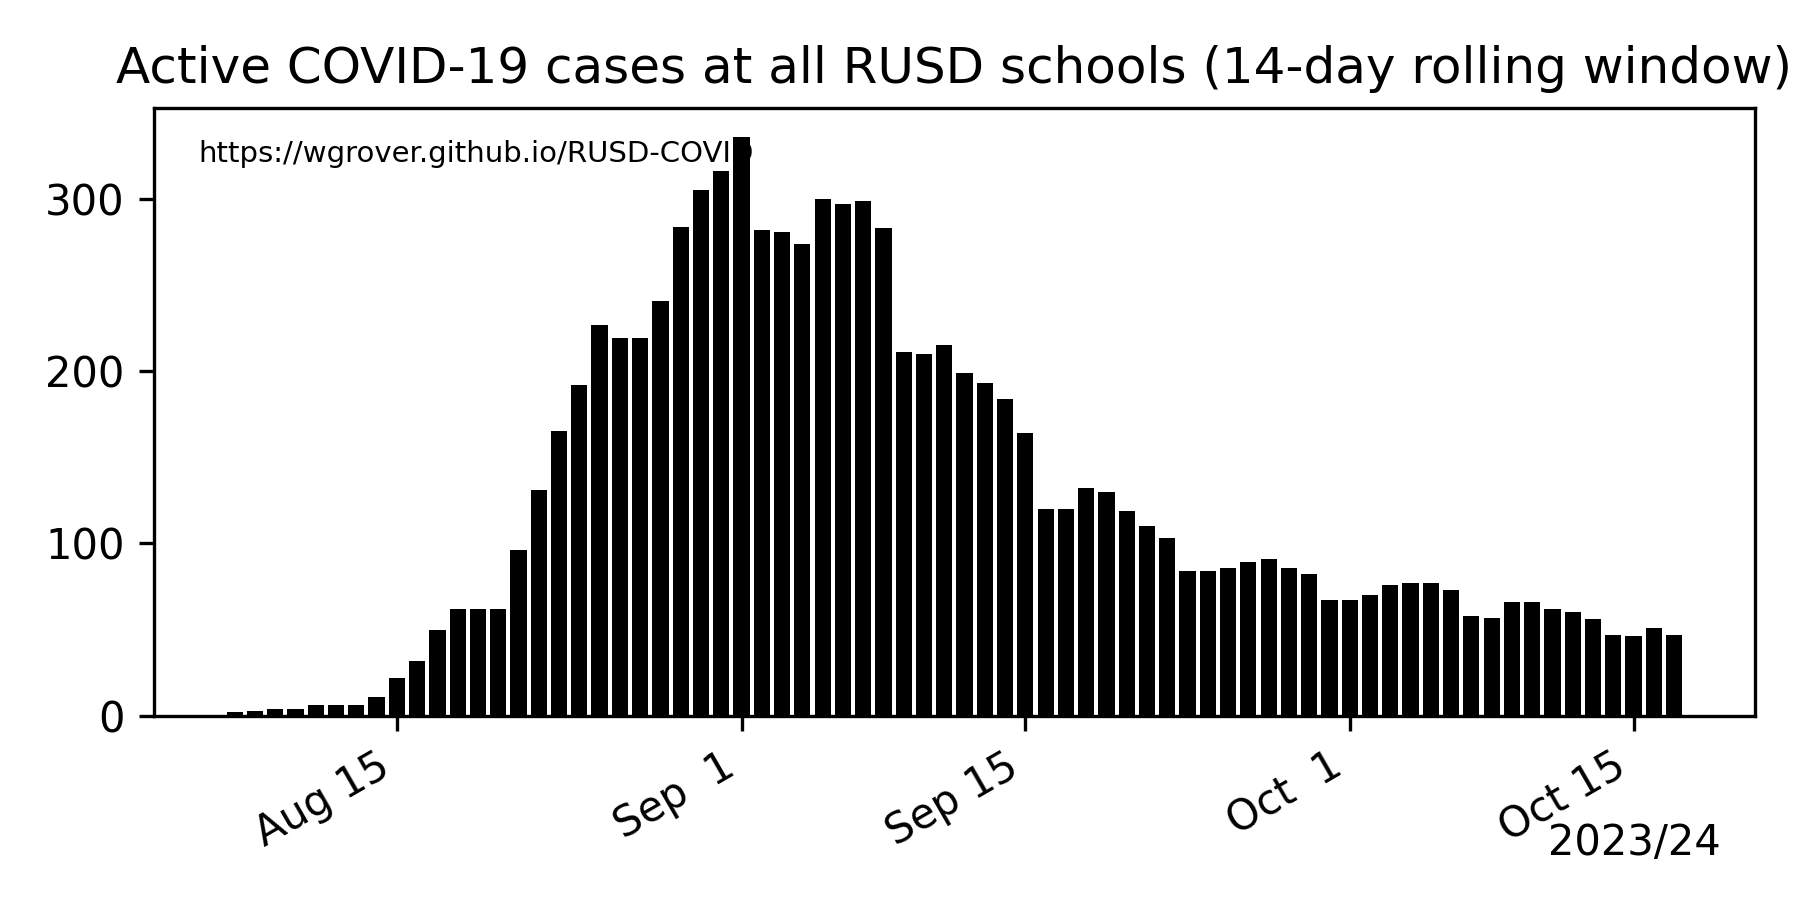 Active COVID-19 cases at all RUSD schools (14-day rolling window)
https://wgrover.github.io/RUSD-COVID
300
200
100
0
Aug 15
Sep 1
Sep 15
Oct 1
Oct 15
2023/24